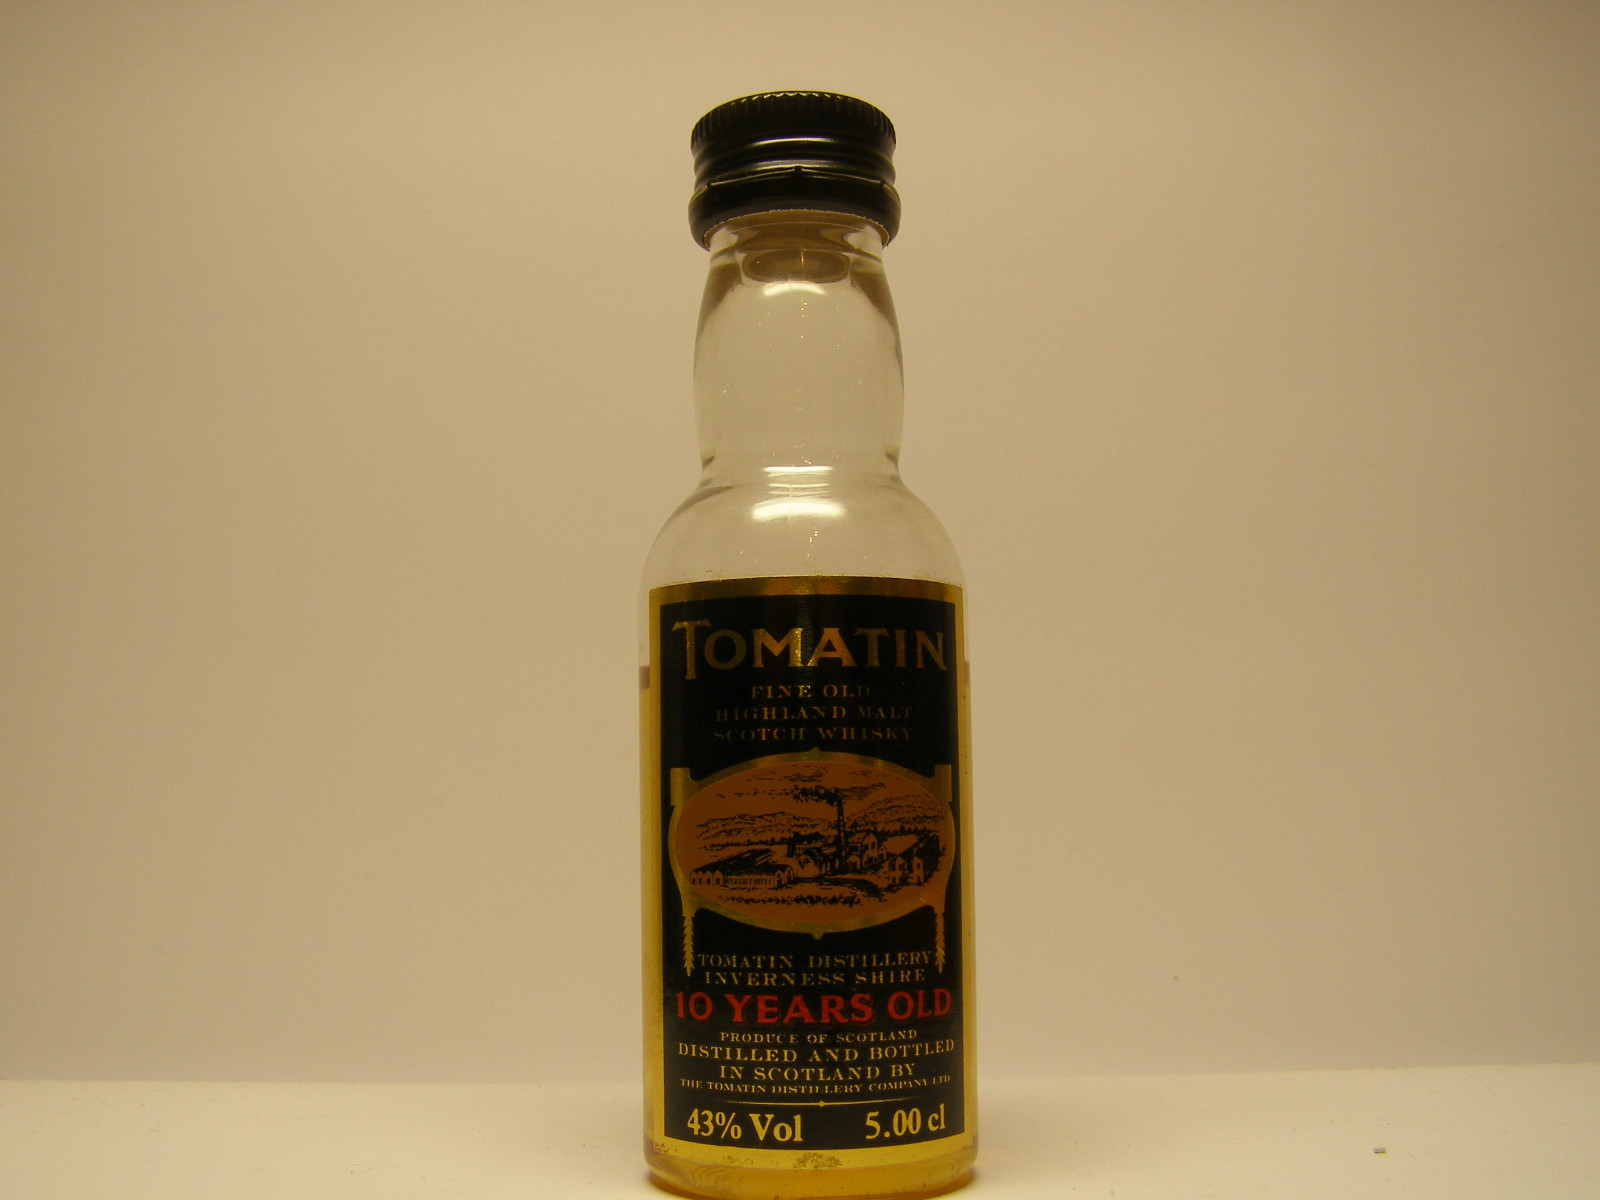 TOMATIN
FINE OLD
HIGHLAND MALT
SCOTCH WHISKY
TOMATIN DISTILLERY
INVERNESS SHIRE
10 YEARS OLD
PRODUCE OF SCOTLAND
DISTILLED AND BOTTLED
IN SCOTLAND BY
THE TOMATIN DISTILLERY COMPANY LTD
43% Vol 5.00 cl